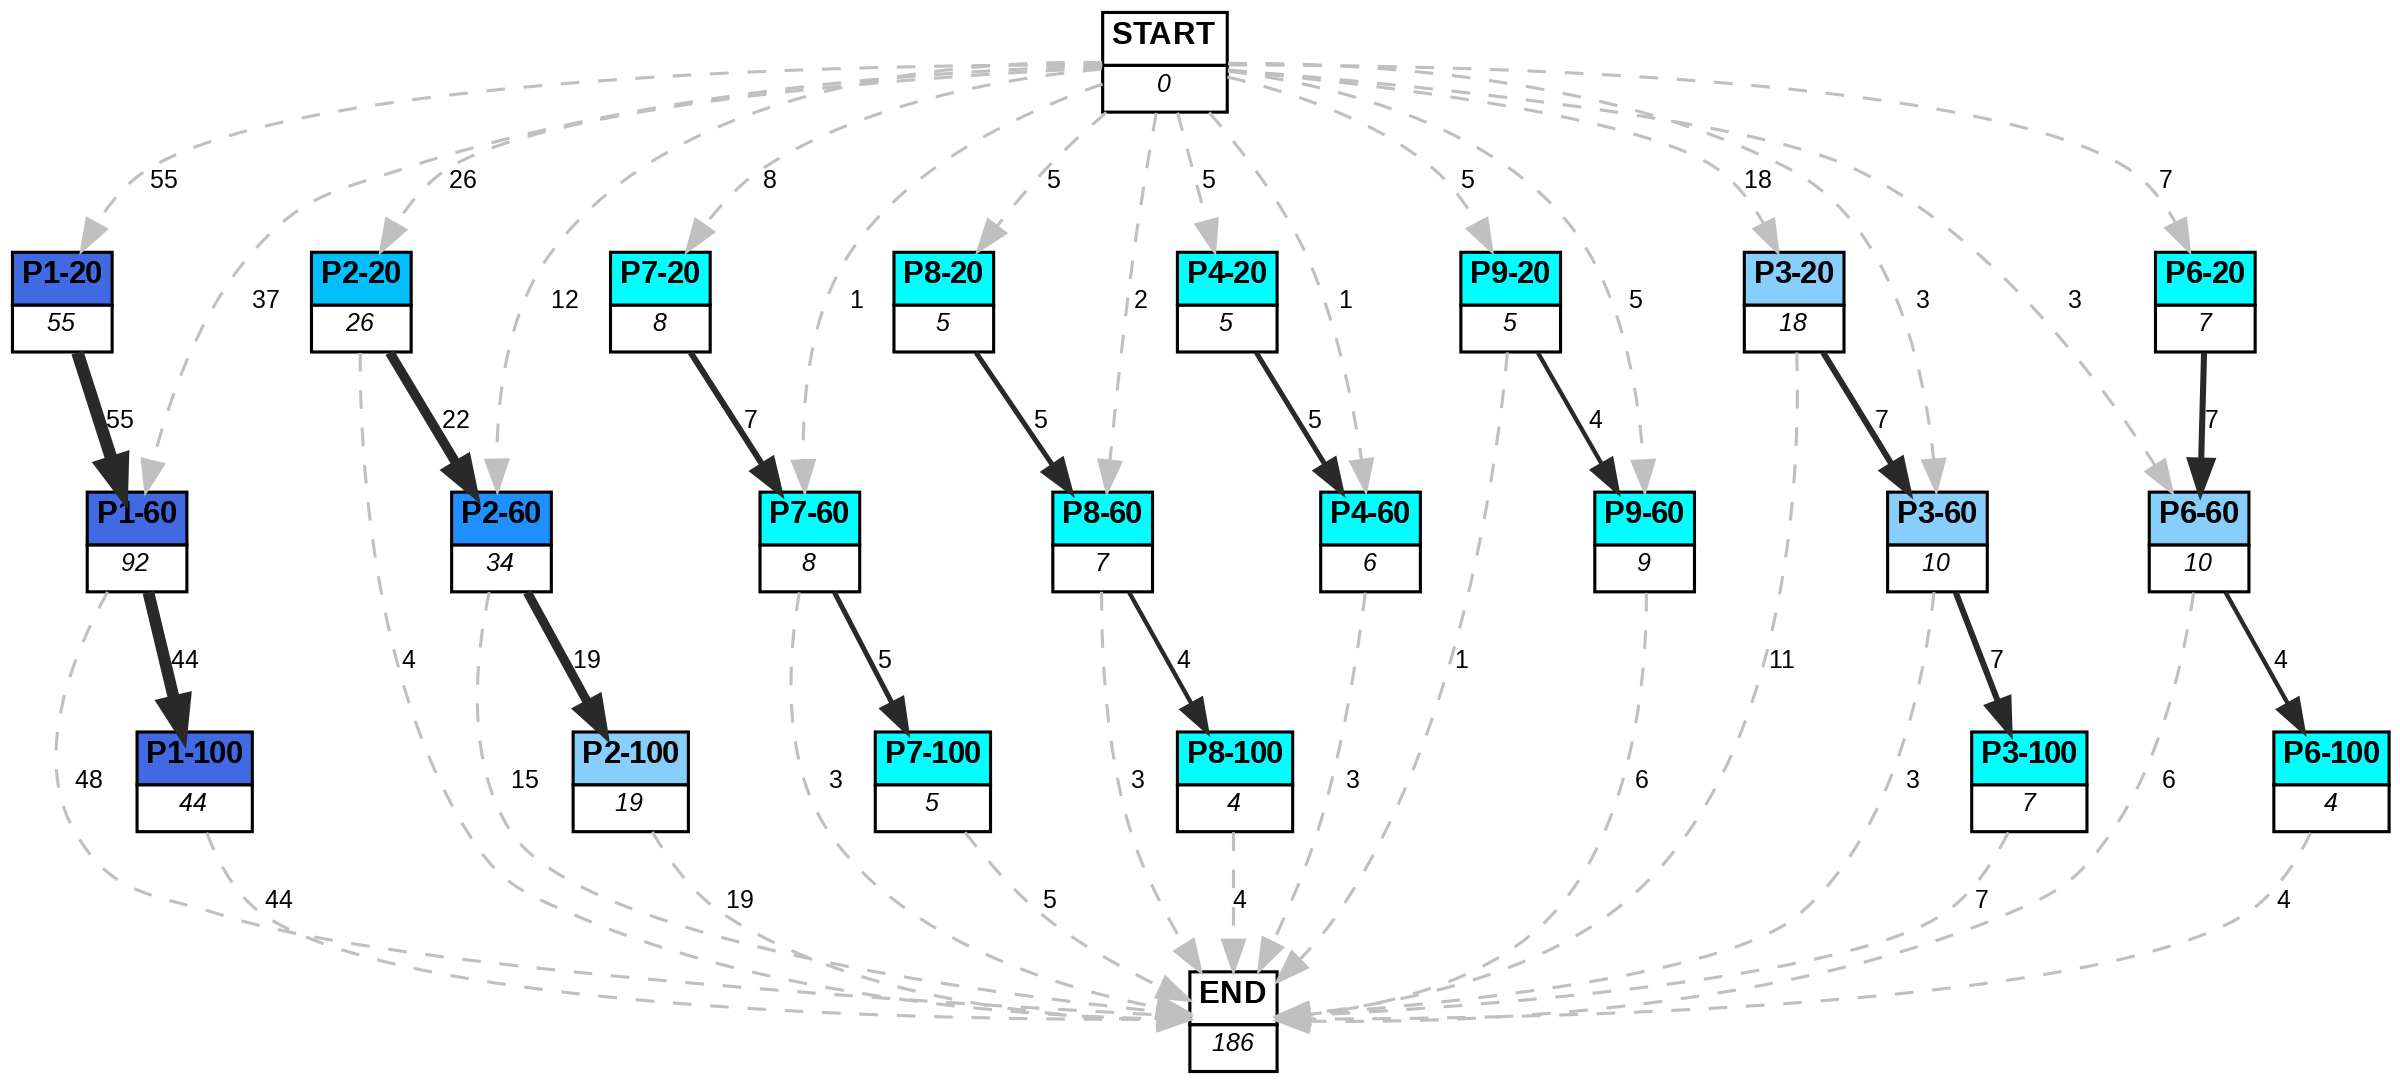 START
0
55
26
8
5
5
5
18
7
P1-20
55
P2-20
26
P7-20
8
P8-20
5
P4-20
5
P9-20
5
P3-20
18
P6-20
7
37
12
1
2
1
5
3
3
55
22
7
5
5
4
7
7
P1-60
92
P2-60
34
P7-60
8
P8-60
7
P4-60
6
P9-60
9
P3-60
10
P6-60
10
44
4
19
5
4
1
11
7
4
P1-100
44
P2-100
19
P7-100
5
P8-100
4
P3-100
7
P6-100
4
48
15
3
3
3
6
3
6
44
19
5
4
7
4
END
186